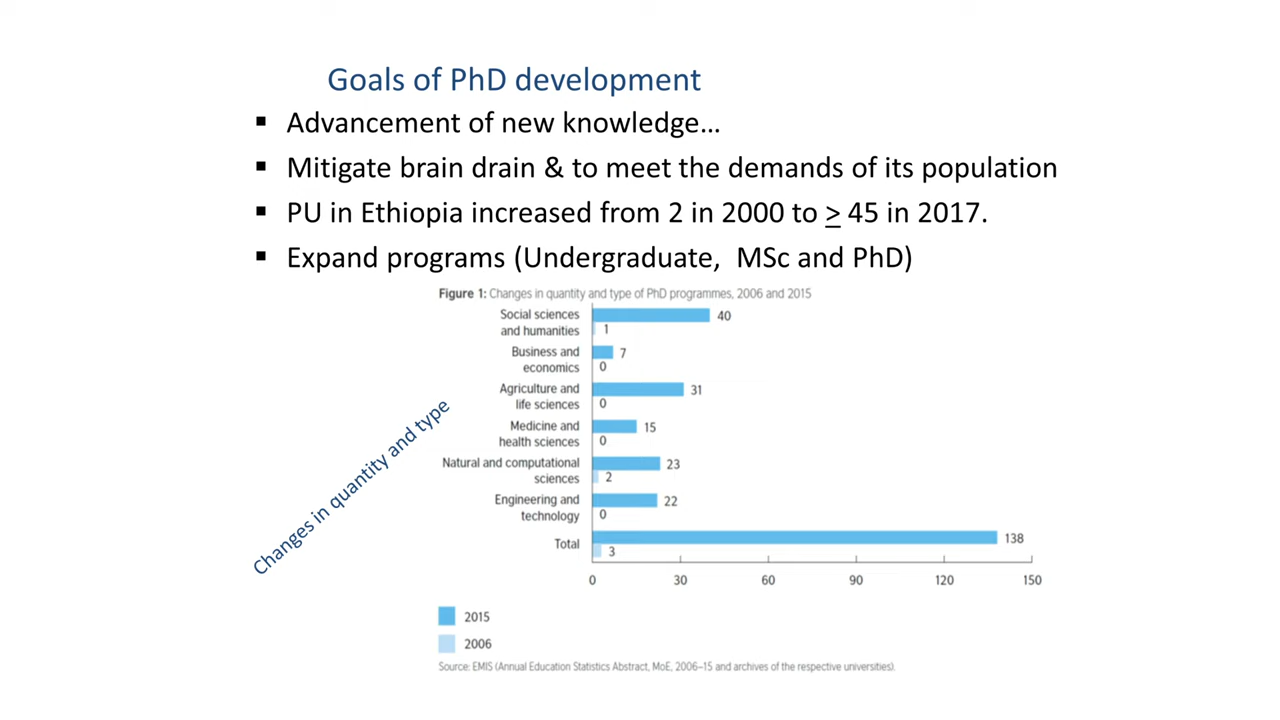 Goals of PhD development
▪ Advancement of new knowledge…
▪ Mitigate brain drain & to meet the demands of its population
▪ PU in Ethiopia increased from 2 in 2000 to ≥ 45 in 2017.
▪ Expand programs (Undergraduate, MSc and PhD)
Figure 1: Changes in quantity and type of PhD programmes, 2006 and 2015
Social sciences
and humanities
40
1
Business and
economics
7
0
Agriculture and
life sciences
31
0
Medicine and
health sciences
15
0
Natural and computational
sciences
23
2
Engineering and
technology
22
0
Total
138
3
0 30 60 90 120 150
Changes in quantity and type
2015
2006
Source: EMIS (Annual Education Statistics Abstract, MoE, 2006–15 and archives of the respective universities).